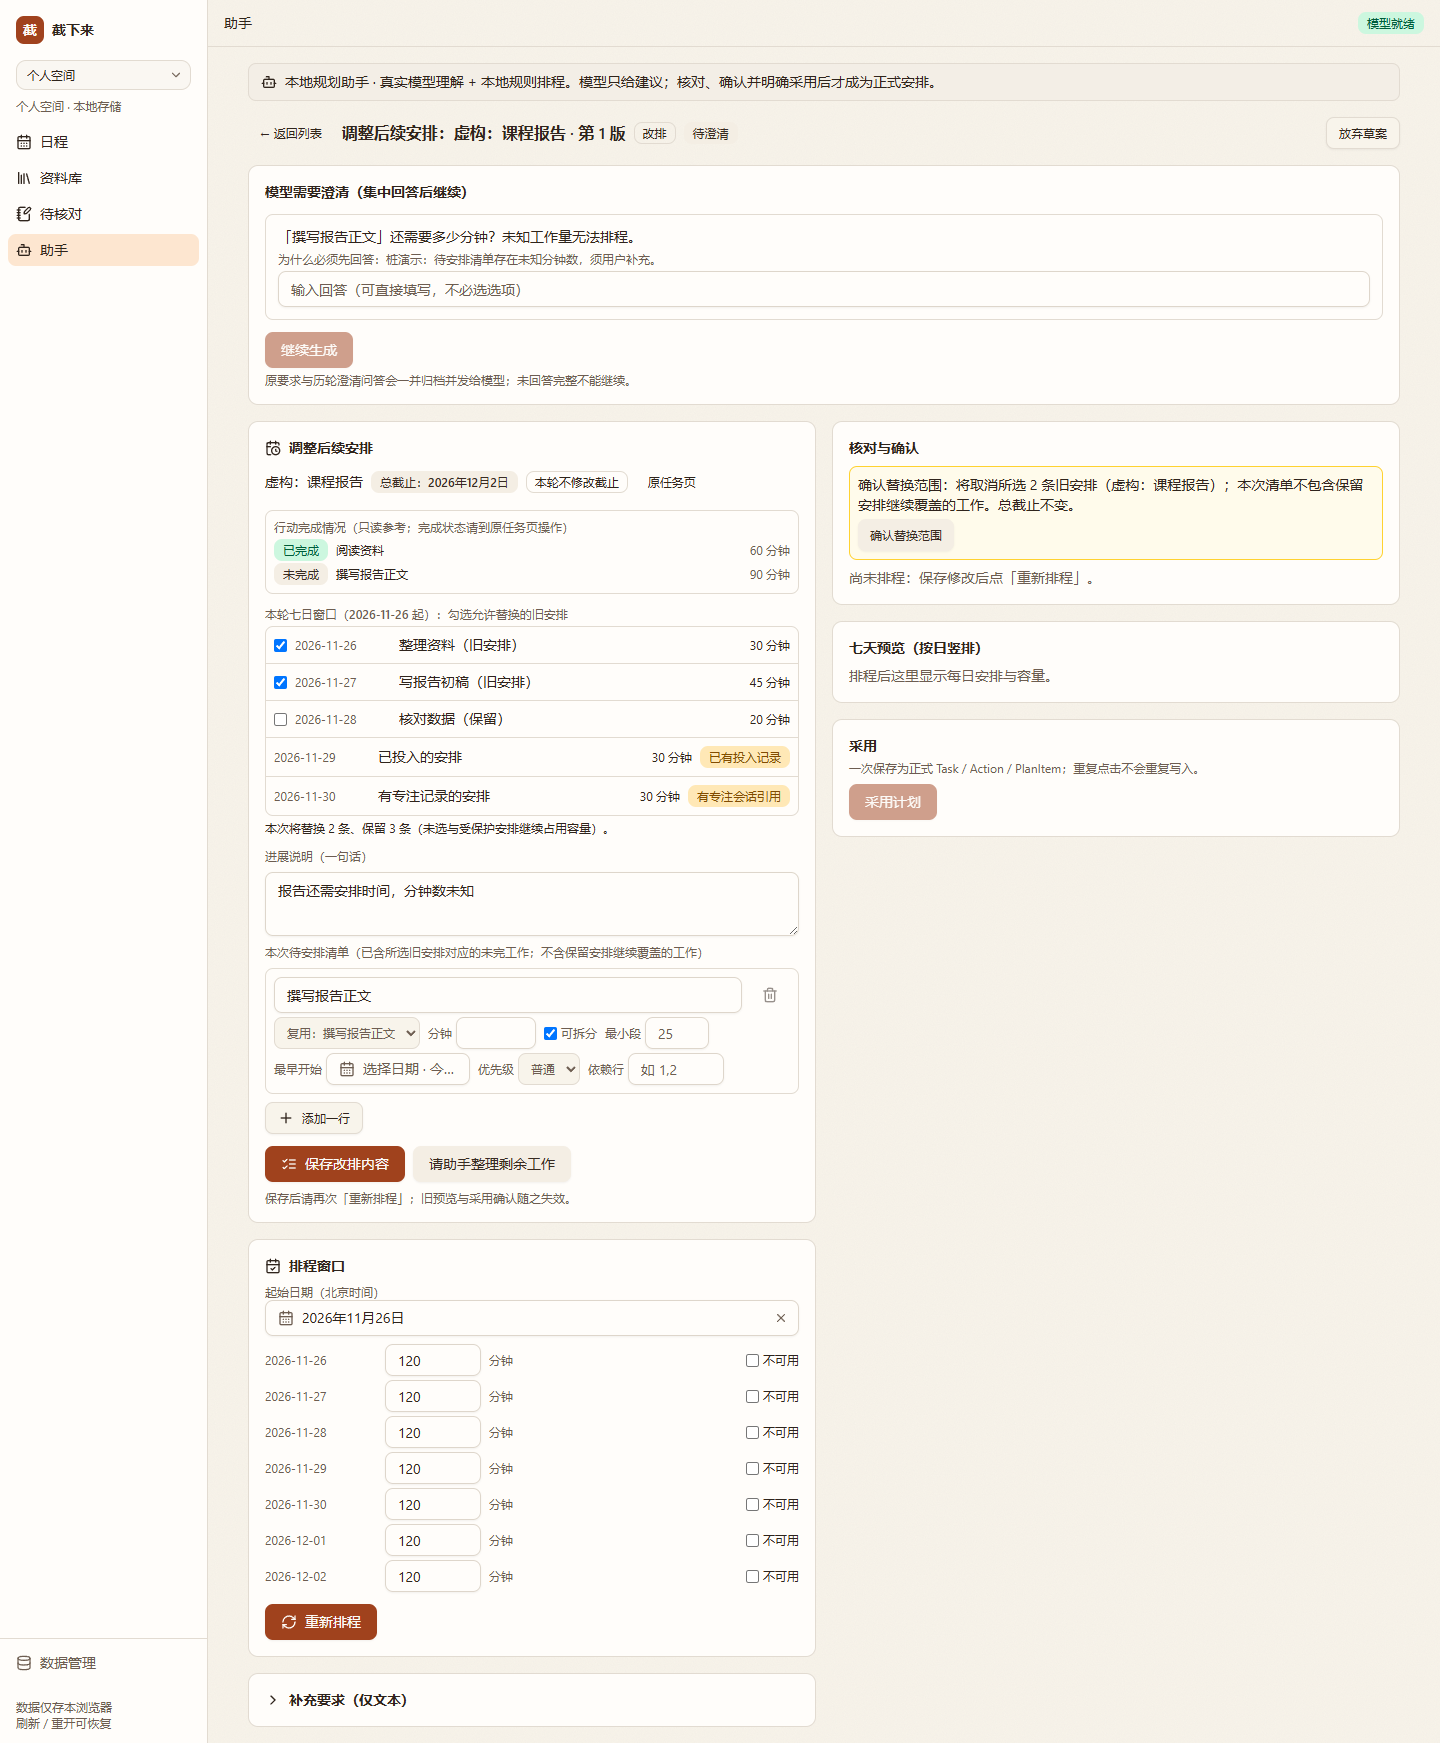 截 截下来
个人空间
个人空间 · 本地存储
日程
资料库
待核对
助手
数据管理
数据仅存本浏览器
刷新 / 重开可恢复
助手
模型就绪
本地规划助手 · 真实模型理解 + 本地规则排程。模型只给建议；核对、确认并明确采用后才成为正式安排。
← 返回列表 调整后续安排：虚构：课程报告 · 第 1 版 改排 待澄清 放弃草案
模型需要澄清（集中回答后继续）
「撰写报告正文」还需要多少分钟？未知工作量无法排程。
为什么必须先回答：桩演示：待安排清单存在未知分钟数，须用户补充。
输入回答（可直接填写，不必选选项）
继续生成
原要求与历轮澄清问答会一并归档并发给模型；未回答完整不能继续。
调整后续安排
虚构：课程报告 总截止：2026年12月2日 本轮不修改截止 原任务页
行动完成情况（只读参考；完成状态请到原任务页操作）
已完成 阅读资料 60 分钟
未完成 撰写报告正文 90 分钟
本轮七日窗口（2026-11-26 起）：勾选允许替换的旧安排
2026-11-26 整理资料（旧安排） 30 分钟
2026-11-27 写报告初稿（旧安排） 45 分钟
2026-11-28 核对数据（保留） 20 分钟
2026-11-29 已投入的安排 30 分钟 已有投入记录
2026-11-30 有专注记录的安排 30 分钟 有专注会话引用
本次将替换 2 条、保留 3 条（未选与受保护安排继续占用容量）。
进展说明（一句话）
报告还需安排时间，分钟数未知
本次待安排清单（已含所选旧安排对应的未完工作；不含保留安排继续覆盖的工作）
撰写报告正文
复用：撰写报告正文 分钟 可拆分 最小段 25
最早开始 选择日期 · 今... 优先级 普通 依赖行 如 1,2
添加一行
保存改排内容 请助手整理剩余工作
保存后请再次「重新排程」；旧预览与采用确认随之失效。
排程窗口
起始日期（北京时间）
2026年11月26日
2026-11-26 120 分钟 不可用
2026-11-27 120 分钟 不可用
2026-11-28 120 分钟 不可用
2026-11-29 120 分钟 不可用
2026-11-30 120 分钟 不可用
2026-12-01 120 分钟 不可用
2026-12-02 120 分钟 不可用
重新排程
补充要求（仅文本）
核对与确认
确认替换范围：将取消所选 2 条旧安排（虚构：课程报告）；本次清单不包含保留
安排继续覆盖的工作。总截止不变。
确认替换范围
尚未排程：保存修改后点「重新排程」。
七天预览（按日竖排）
排程后这里显示每日安排与容量。
采用
一次保存为正式 Task / Action / PlanItem；重复点击不会重复写入。
采用计划